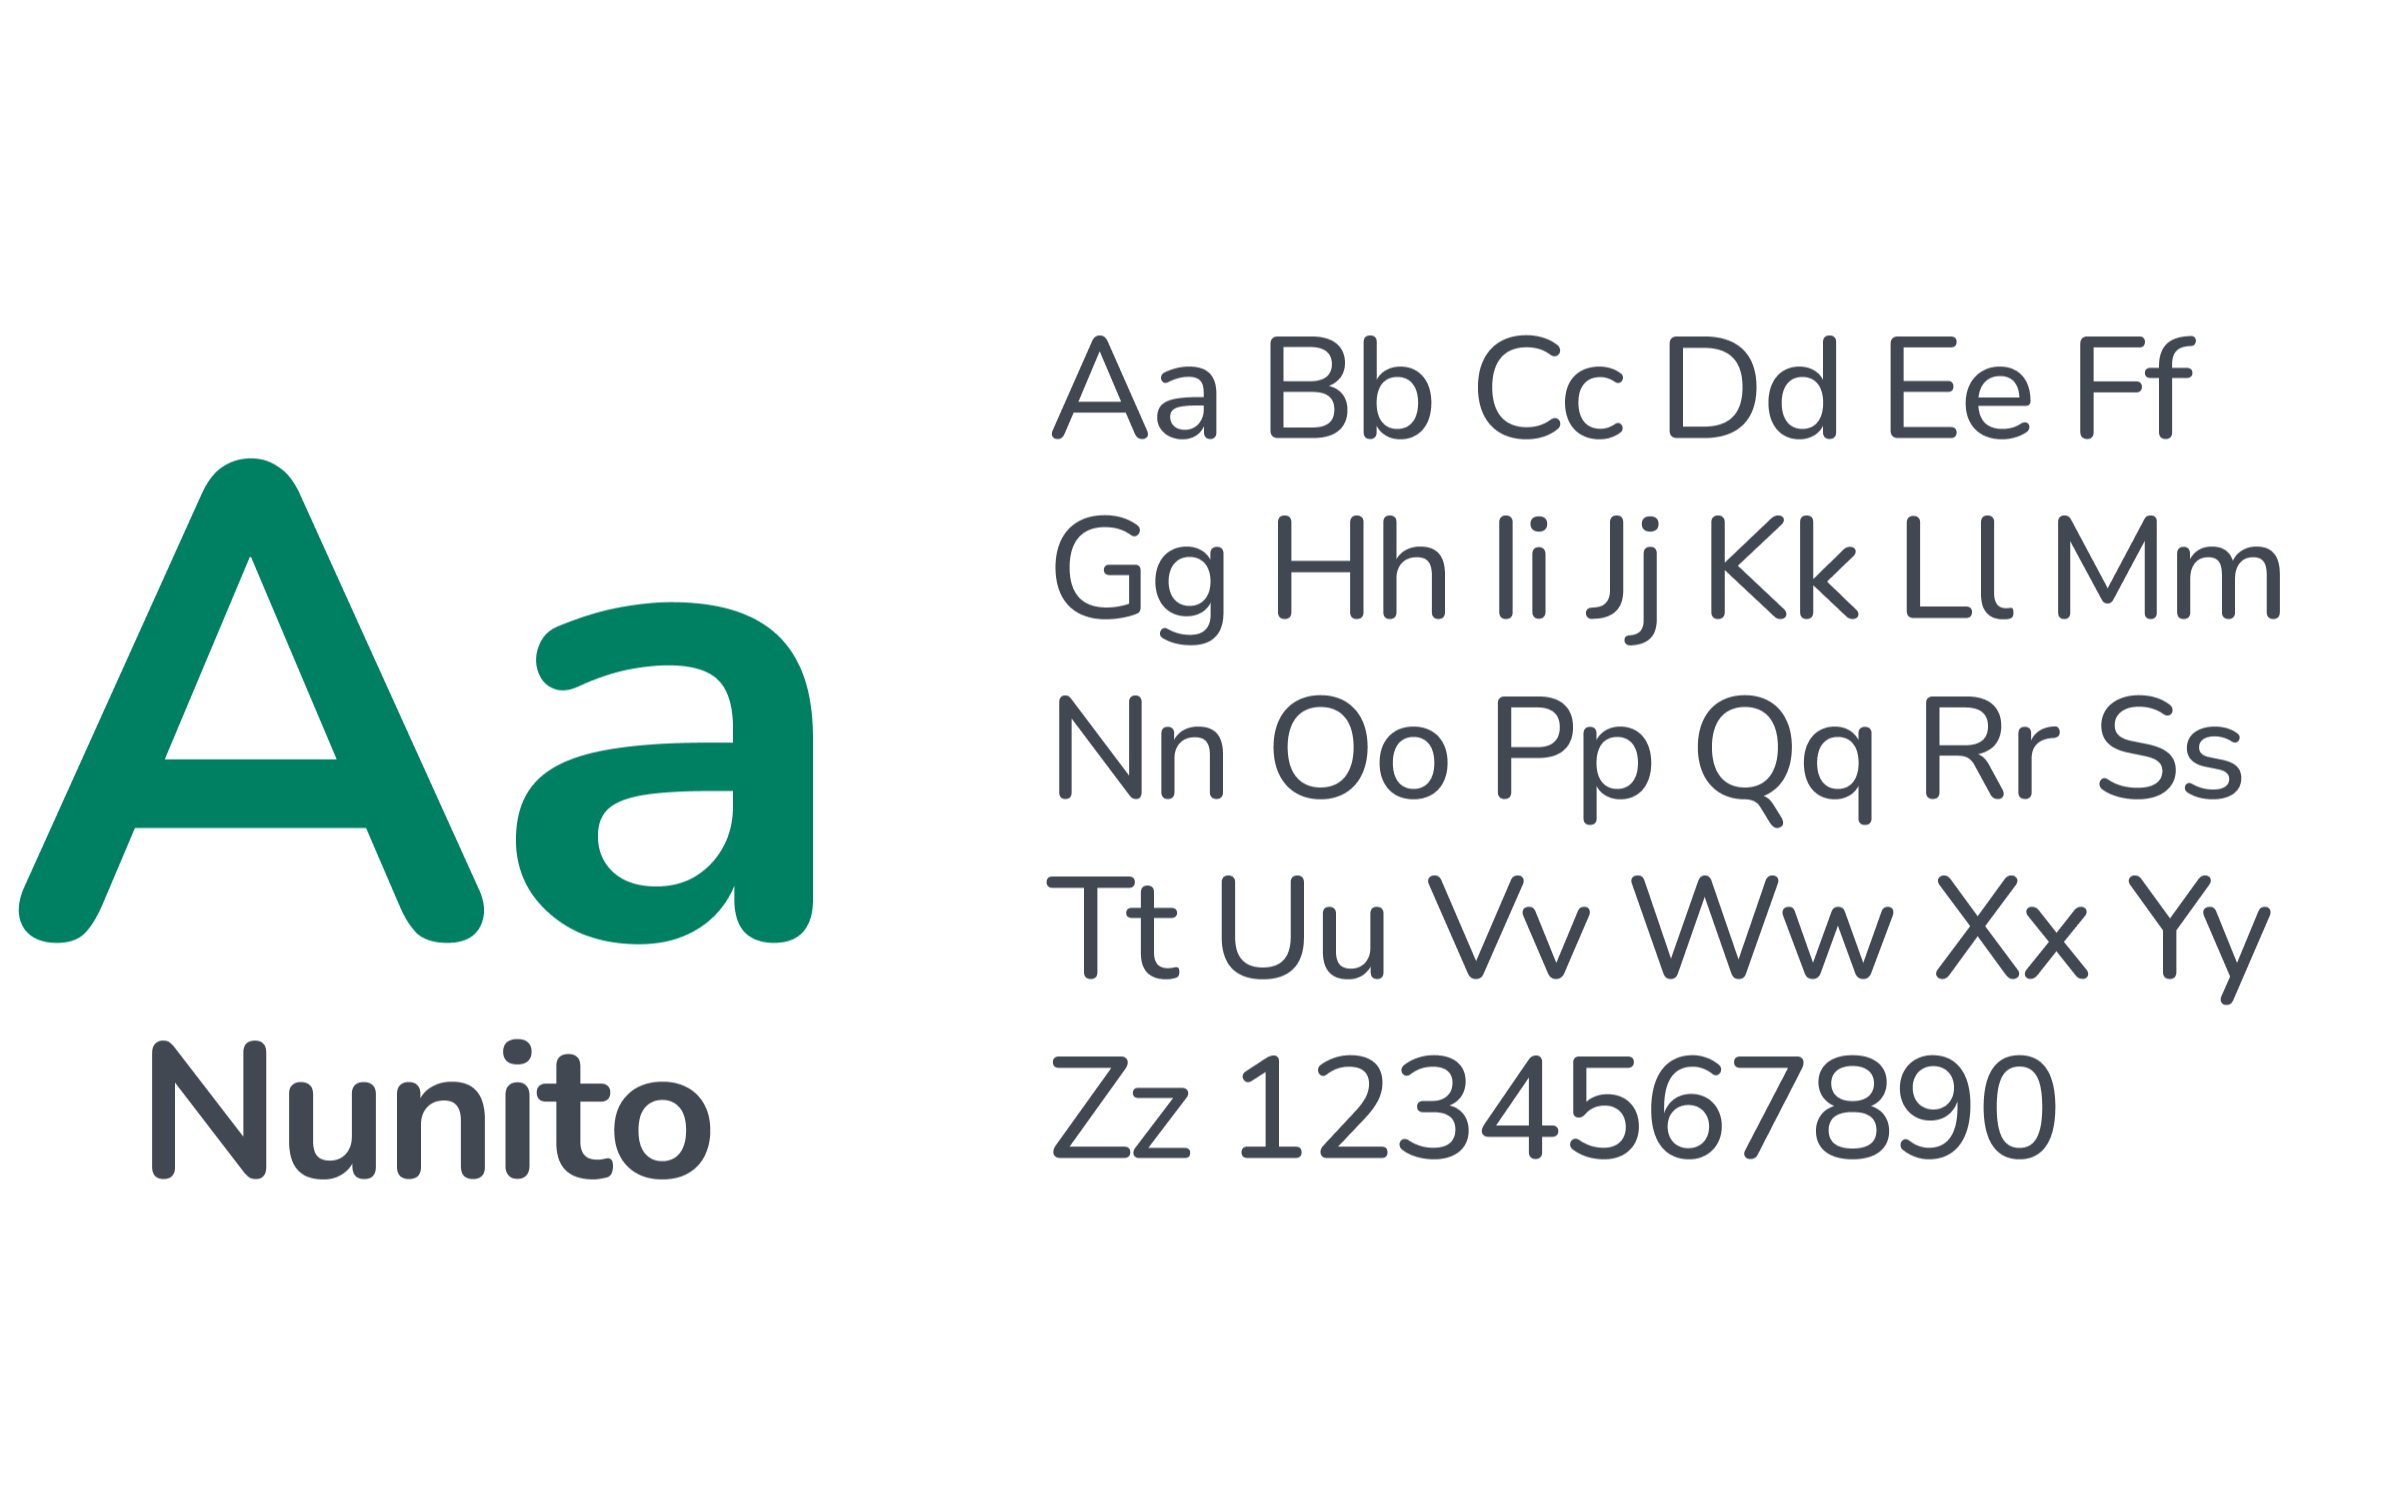 Aa
Nunito
Aa Bb Cc Dd Ee Ff
Gg Hh Ii Jj Kk Ll Mm
Nn Oo Pp Qq Rr Ss
Tt Uu Vv Ww Xx Yy
Zz 1234567890